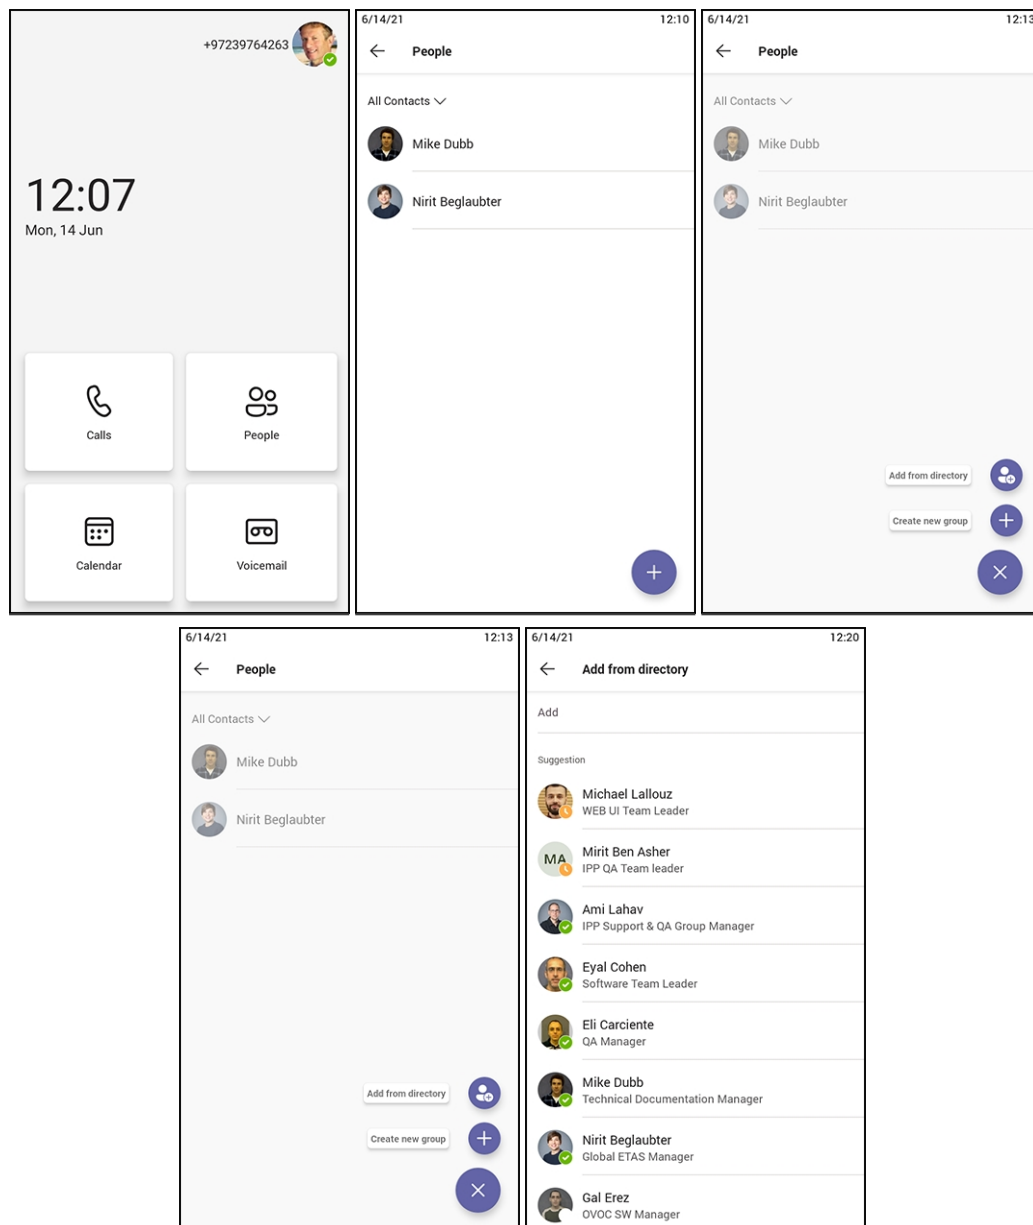 +97239764263
12:07
Mon, 14 Jun
Calls
People
Calendar
Voicemail
6/14/21 12:10
People
All Contacts
Mike Dubb
Nirit Beglaubter
6/14/21 12:13
People
All Contacts
Mike Dubb
Nirit Beglaubter
Add from directory
Create new group
6/14/21 12:13
People
All Contacts
Mike Dubb
Nirit Beglaubter
Add from directory
Create new group
6/14/21 12:20
Add from directory
Add
Suggestion
Michael Lallouz
WEB UI Team Leader
MA
Mirit Ben Asher
IPP QA Team leader
Ami Lahav
IPP Support & QA Group Manager
Eyal Cohen
Software Team Leader
Eli Carciente
QA Manager
Mike Dubb
Technical Documentation Manager
Nirit Beglaubter
Global ETAS Manager
Gal Erez
OVOC SW Manager